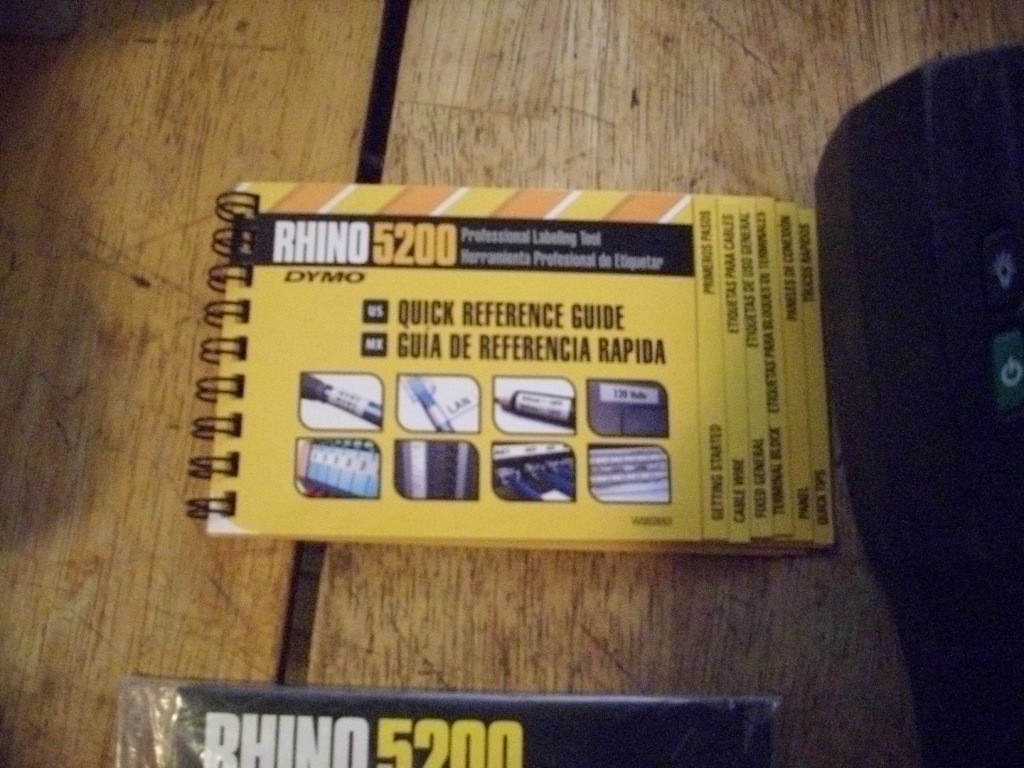 RHINO 5200 Professional Labeling Tool
Herramienta Profesional de Etiquetar
DYMO
US QUICK REFERENCE GUIDE
MX GUÍA DE REFERENCIA RAPIDA
LAN
120 Volts
GETTING STARTED PRIMEROS PASOS
CABLE WIRE ETIQUETAS PARA CABLES
FIXED GENERAL ETIQUETAS DE USO GENERAL
TERMINAL BLOCK ETIQUETAS PARA BLOQUES DE TERMINALES
PANEL PANELES DE CONEXIÓN
QUICK TIPS TRUCOS RÁPIDOS
RHINO 5200